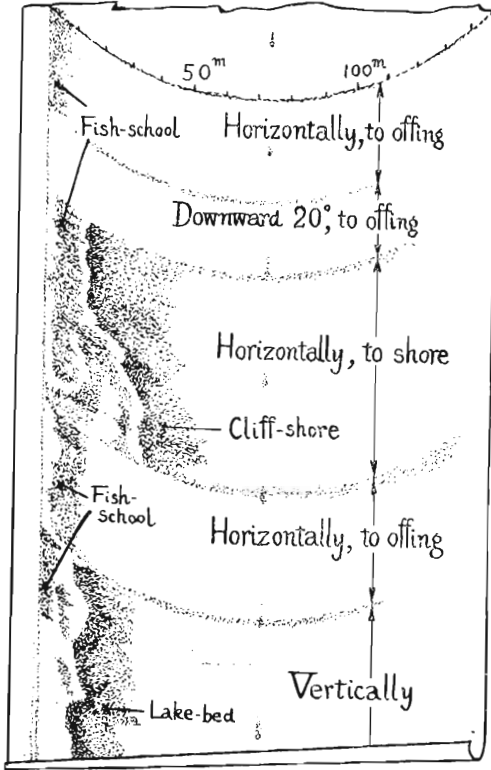 50m
100m
Fish-school
Horizontally, to offing
Downward 20°, to offing
Horizontally, to shore
Cliff-shore
Fish-
school
Horizontally, to offing
Vertically
Lake-bed